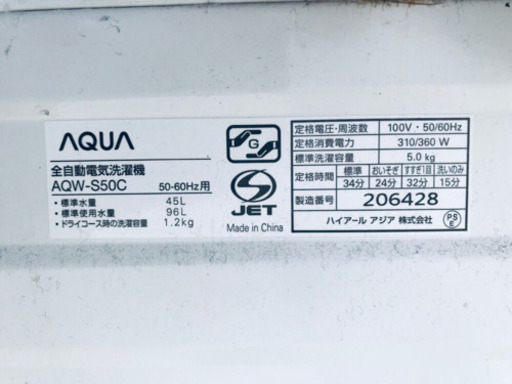 AQUA
全自動電気洗濯機
AQW-S50C 50-60Hz用
・標準水量 45L
・標準使用水量 96L
・ドライコース時の洗濯容量 1.2kg
G
S
JET
Made in China
定格電圧・周波数 100V・50/60Hz
定格消費電力 310/360 W
標準洗濯容量 5.0 kg
定格時間 標準 おいそぎ すすぎ1回 洗いのみ
34分 24分 32分 15分
製造番号 206428
ハイアール アジア 株式会社
PS
E